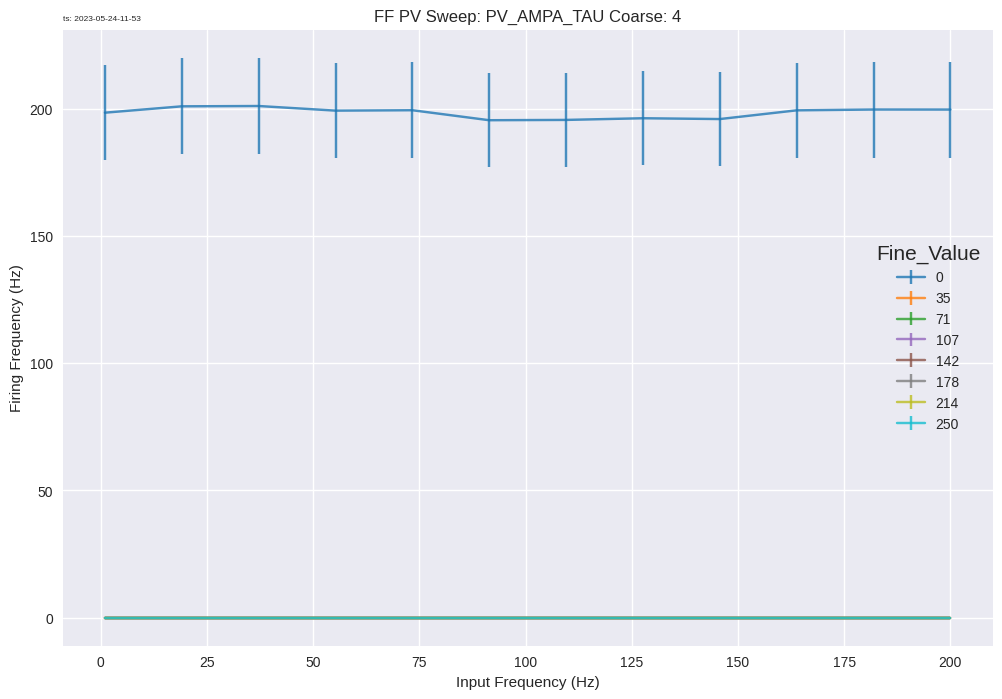 ts: 2023-05-24-11-53
FF PV Sweep: PV_AMPA_TAU Coarse: 4
Firing Frequency (Hz)
200
150
100
50
0
Fine_Value
0
35
71
107
142
178
214
250
0 25 50 75 100 125 150 175 200
Input Frequency (Hz)